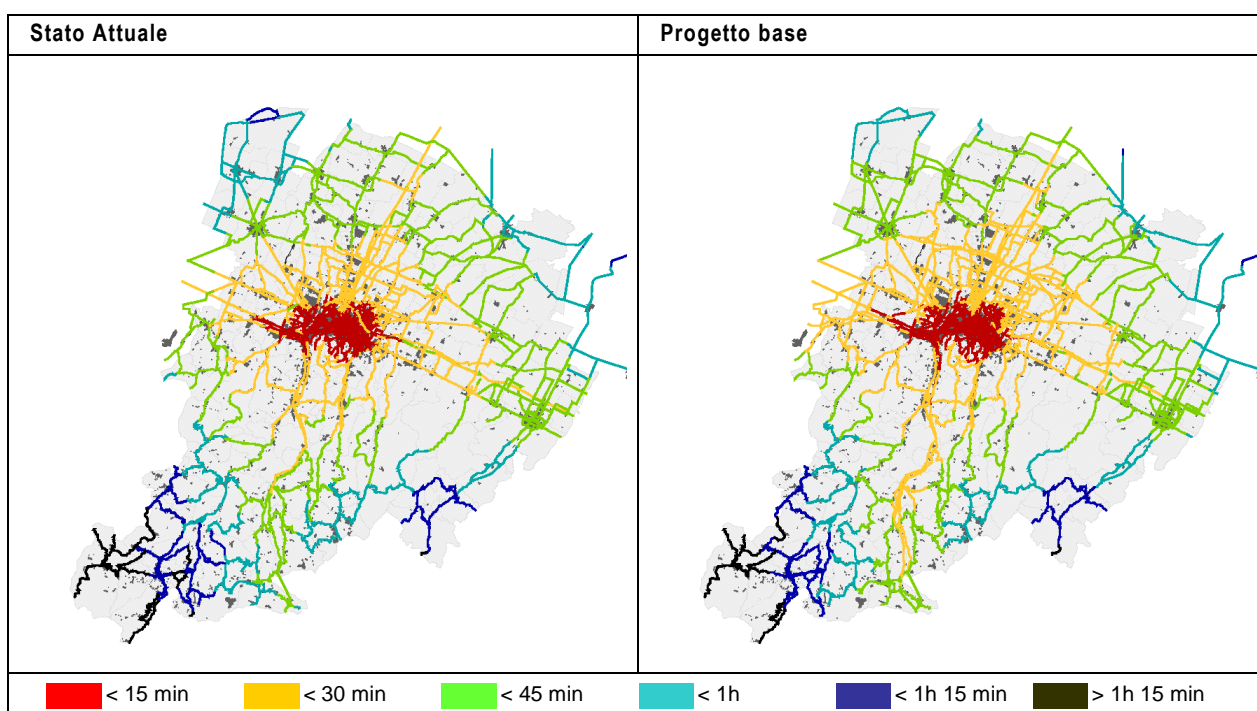 Stato Attuale
Progetto base
< 15 min
< 30 min
< 45 min
< 1h
< 1h 15 min
> 1h 15 min